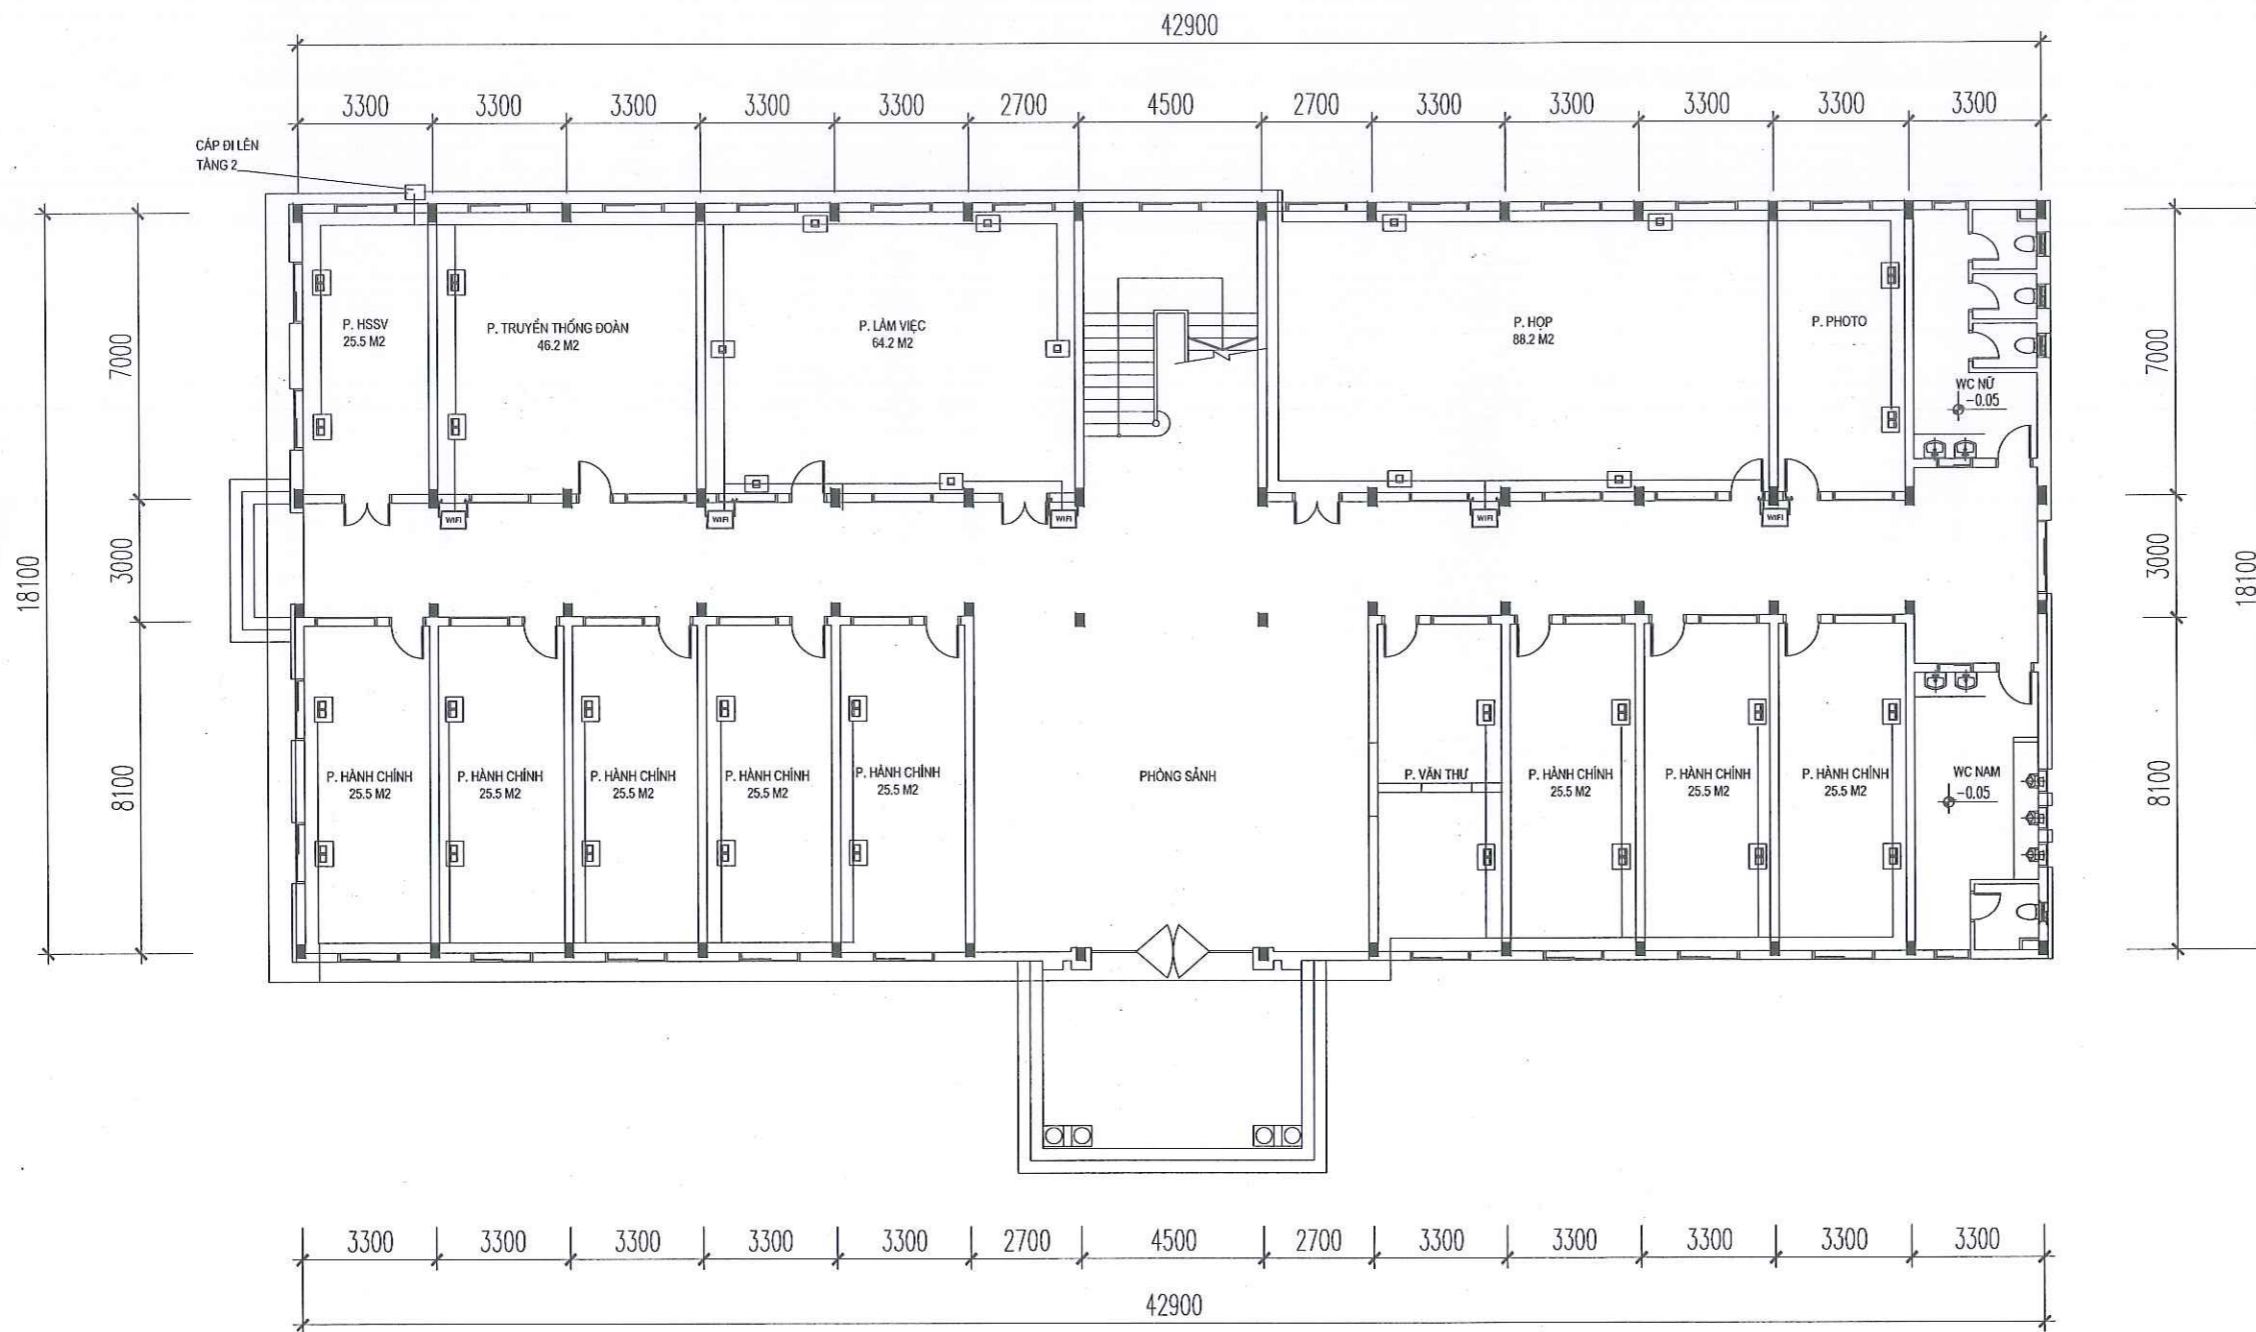 42900
3300 3300 3300 3300 3300 2700 4500 2700 3300 3300 3300 3300 3300
CÁP ĐI LÊN
TẦNG 2
P. HSSV
25.5 M2
P. TRUYỀN THỐNG ĐOÀN
46.2 M2
P. LÀM VIỆC
64.2 M2
P. HỌP
88.2 M2
P. PHOTO
WC NỮ
-0.05
7000
7000
WIFI WIFI WIFI WIFI WIFI
18100
3000
3000
18100
P. HÀNH CHÍNH
25.5 M2
P. HÀNH CHÍNH
25.5 M2
P. HÀNH CHÍNH
25.5 M2
P. HÀNH CHÍNH
25.5 M2
P. HÀNH CHÍNH
25.5 M2
PHÒNG SẢNH
P. VĂN THƯ
P. HÀNH CHÍNH
25.5 M2
P. HÀNH CHÍNH
25.5 M2
P. HÀNH CHÍNH
25.5 M2
WC NAM
-0.05
8100
8100
3300 3300 3300 3300 3300 2700 4500 2700 3300 3300 3300 3300 3300
42900